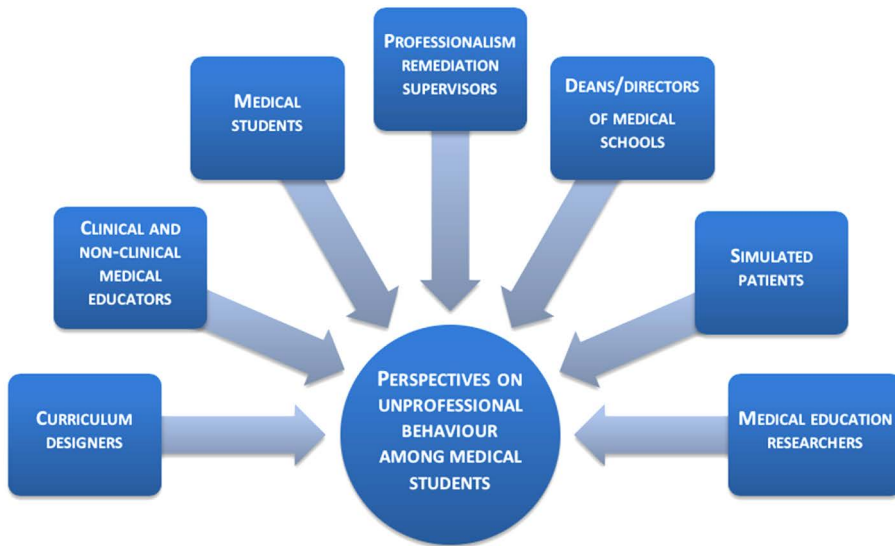 PROFESSIONALISM
REMEDIATION
SUPERVISORS
MEDICAL
STUDENTS
DEANS/DIRECTORS
OF MEDICAL
SCHOOLS
CLINICAL AND
NON-CLINICAL
MEDICAL
EDUCATORS
SIMULATED
PATIENTS
CURRICULUM
DESIGNERS
PERSPECTIVES ON
UNPROFESSIONAL
BEHAVIOUR
AMONG MEDICAL
STUDENTS
MEDICAL EDUCATION
RESEARCHERS